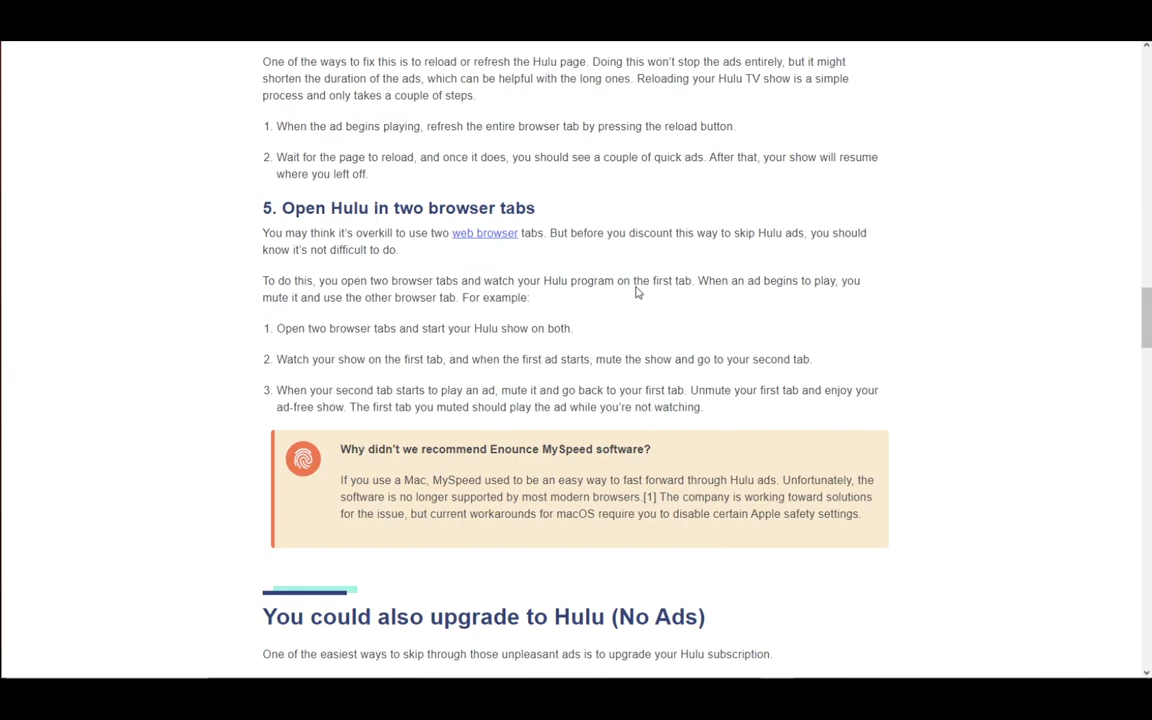 One of the ways to fix this is to reload or refresh the Hulu page. Doing this won’t stop the ads entirely, but it might
shorten the duration of the ads, which can be helpful with the long ones. Reloading your Hulu TV show is a simple
process and only takes a couple of steps.
1. When the ad begins playing, refresh the entire browser tab by pressing the reload button.
2. Wait for the page to reload, and once it does, you should see a couple of quick ads. After that, your show will resume
where you left off.
5. Open Hulu in two browser tabs
You may think it’s overkill to use two web browser tabs. But before you discount this way to skip Hulu ads, you should
know it’s not difficult to do.
To do this, you open two browser tabs and watch your Hulu program on the first tab. When an ad begins to play, you
mute it and use the other browser tab. For example:
1. Open two browser tabs and start your Hulu show on both.
2. Watch your show on the first tab, and when the first ad starts, mute the show and go to your second tab.
3. When your second tab starts to play an ad, mute it and go back to your first tab. Unmute your first tab and enjoy your
ad-free show. The first tab you muted should play the ad while you’re not watching.
Why didn't we recommend Enounce MySpeed software?
If you use a Mac, MySpeed used to be an easy way to fast forward through Hulu ads. Unfortunately, the
software is no longer supported by most modern browsers.[1] The company is working toward solutions
for the issue, but current workarounds for macOS require you to disable certain Apple safety settings.
You could also upgrade to Hulu (No Ads)
One of the easiest ways to skip through those unpleasant ads is to upgrade your Hulu subscription.